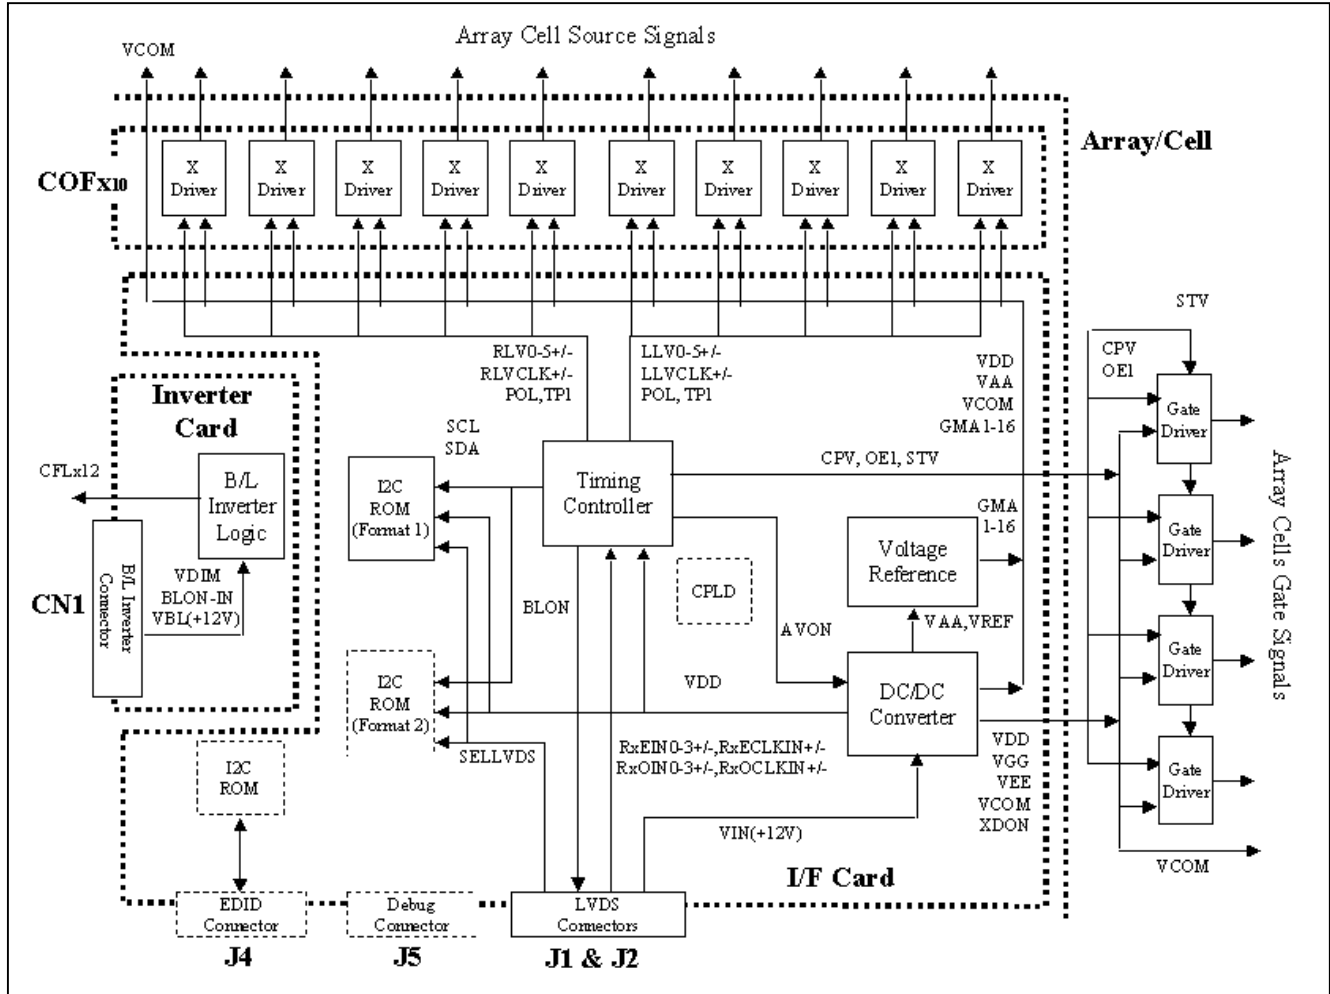 Array Cell Source Signals
VCOM
Array/Cell
COFx10
X
Driver
X
Driver
X
Driver
X
Driver
X
Driver
X
Driver
X
Driver
X
Driver
X
Driver
X
Driver
STV
CPV
OE1
RLV0-5+/-
RLVCLK+/-
POL,TP1
LLV0-5+/-
LLVCLK+/-
POL, TP1
VDD
VAA
VCOM
GMA1-16
Inverter
Card
CFLx12
B/L
Inverter
Logic
CN1
B/L Inverter
Connector
VDIM
BLON-IN
VBL(+12V)
SCL
SDA
I2C
ROM
(Format 1)
Timing
Controller
CPV, OE1, STV
GMA
1-16
Voltage
Reference
CPLD
BLON
AVON
VAA,VREF
I2C
ROM
(Format 2)
VDD
DC/DC
Converter
SELLVDS
RxEIN0-3+/-,RxECLKIN+/-
RxOIN0-3+/-,RxOCLKIN+/-
VDD
VGG
VEE
VCOM
XDON
VIN(+12V)
I2C
ROM
I/F Card
Gate
Driver
Gate
Driver
Gate
Driver
Gate
Driver
Array Cells Gate Signals
VCOM
EDID
Connector
Debug
Connector
LVDS
Connectors
J4
J5
J1 & J2